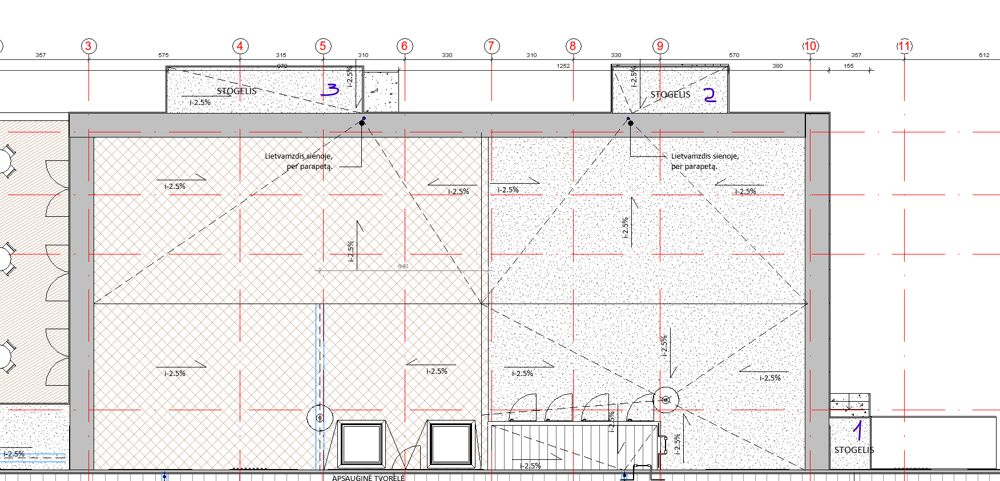 3 4 5 6 7 8 9 10 11
357 575 315 310 330 310 330 570 357 612
970 1252 380 155
i-2.5% i-2.5%
STOGELIS 3 STOGELIS 2
i-2.5%
Lietvamzdis sienoje,
per parapetą.
Lietvamzdis sienoje,
per parapetą.
i-2.5% i-2.5% i-2.5% i-2.5%
i-2.5% i-2.5%
640
i-2.5%
i-2.5% i-2.5% i-2.5% i-2.5%
i-2.5% i-2.5%
1
STOGELIS
i-2.5% i-2.5%
APSAUGINĖ TVORELĖ